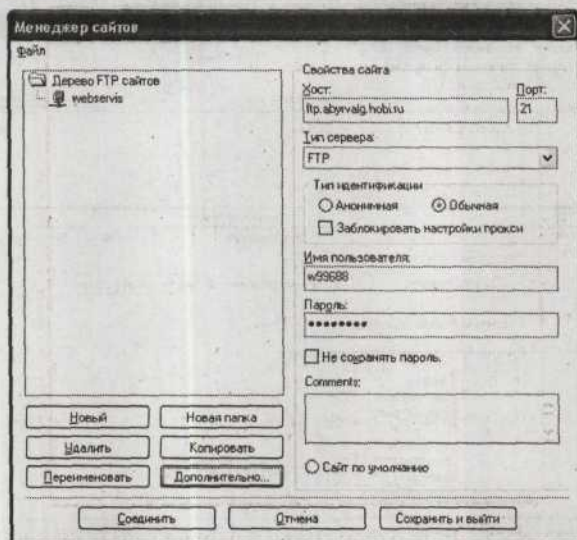 Менеджер сайтов
Файл
Дерево FTP сайтов
webservis
Свойства сайта
Хост:
Порт:
ftp.abyrvalg.hobi.ru
21
Тип сервера:
FTP
Тип идентификации
Анонимная
Обычная
Заблокировать настройки прокси
Имя пользователя:
w99688
Пароль:
Не сохранять пароль.
Comments:
Сайт по умолчанию
Новый
Новая папка
Удалить
Копировать
Переименовать
Дополнительно...
Соединить
Отмена
Сохранить и выйти